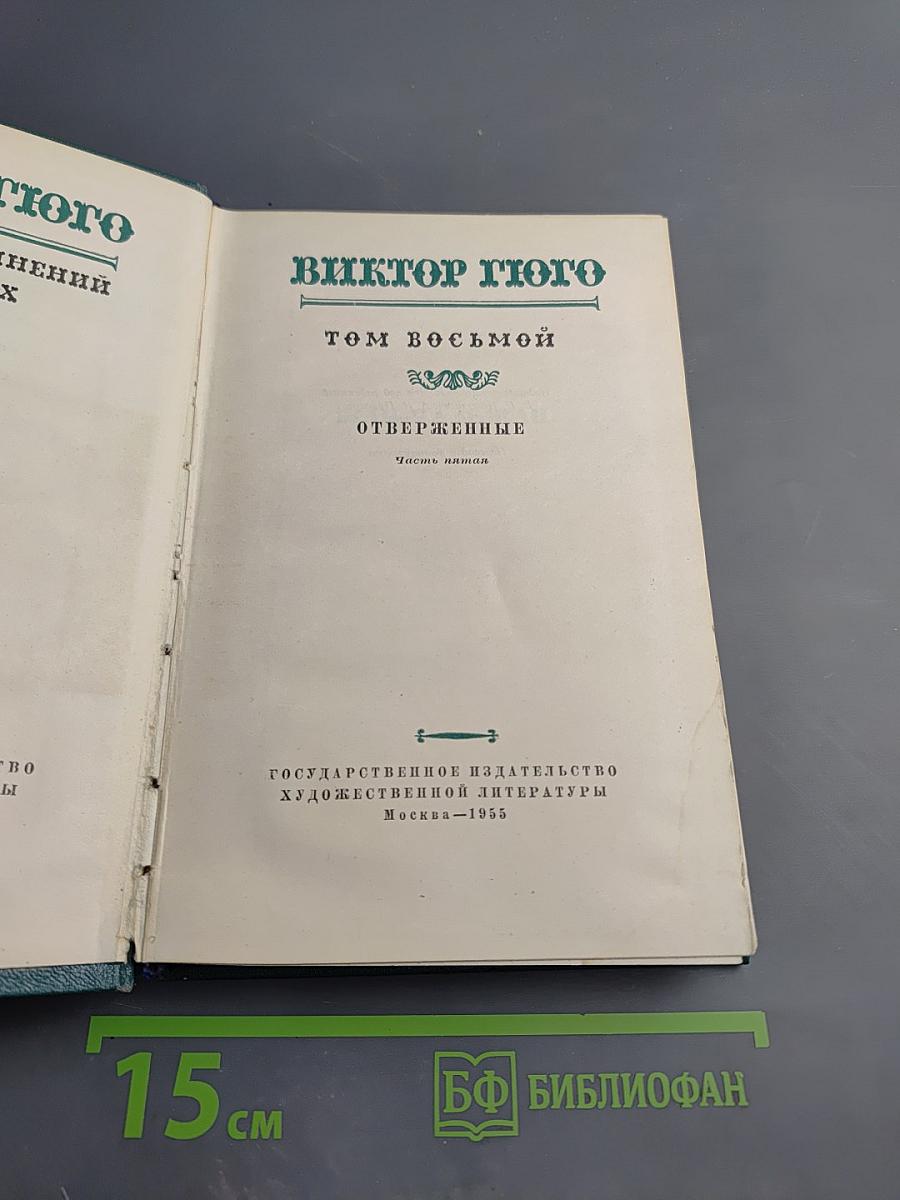 ГЮГО
НЕНИЙ
Х
ТВО
Ы
ВИКТОР ГЮГО
ТОМ ВОСЬМОЙ
ОТВЕРЖЕННЫЕ
Часть пятая
ГОСУДАРСТВЕННОЕ ИЗДАТЕЛЬСТВО
ХУДОЖЕСТВЕННОЙ ЛИТЕРАТУРЫ
Москва—1955
15 см
БФ БИБЛИОФАН